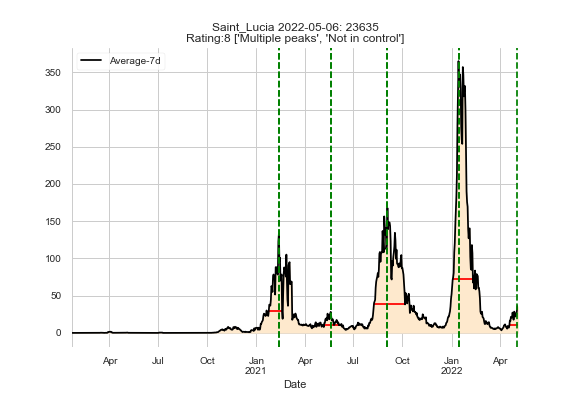 Saint_Lucia 2022-05-06: 23635
Rating:8 ['Multiple peaks', 'Not in control']
Average-7d
350
300
250
200
150
100
50
0
Apr Jul Oct Jan Apr Jul Oct Jan Apr
2021 2022
Date